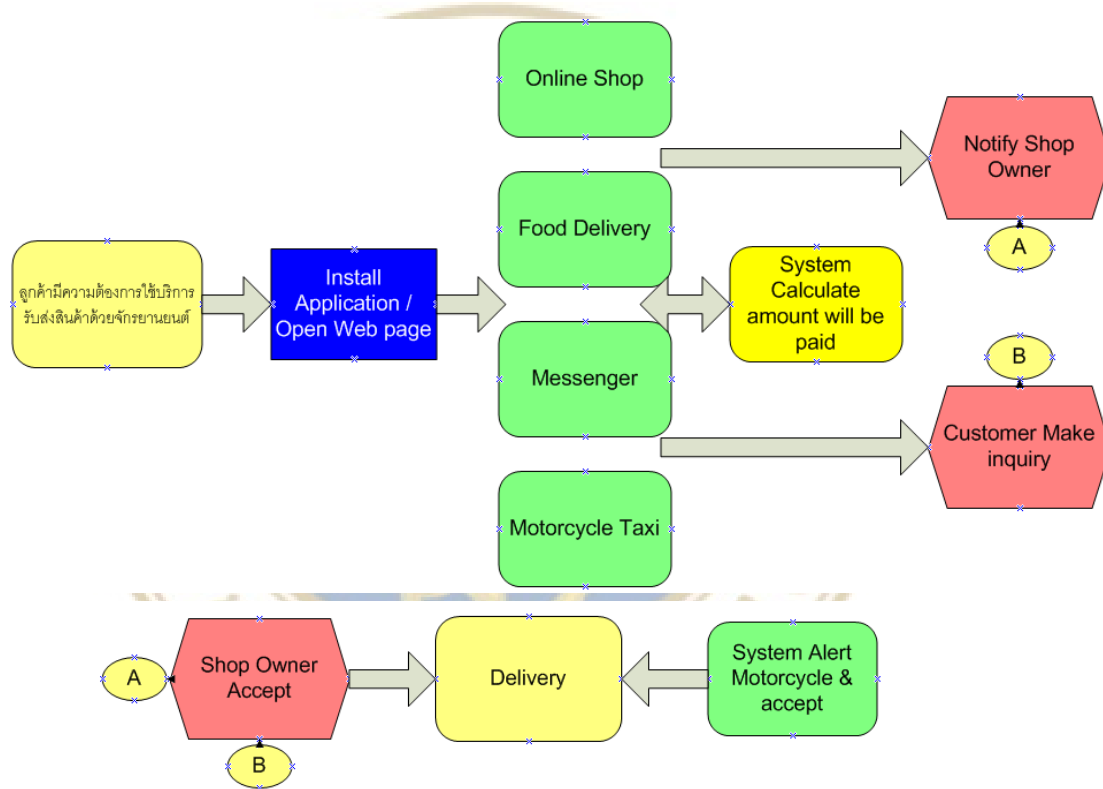 Online Shop
Notify Shop
Owner
A
Food Delivery
ลูกค้ามีความต้องการใช้บริการ
รับส่งสินค้าด้วยจักรยานยนต์
Install
Application /
Open Web page
System
Calculate
amount will be
paid
B
Messenger
Customer Make
inquiry
Motorcycle Taxi
A
Shop Owner
Accept
B
Delivery
System Alert
Motorcycle &
accept